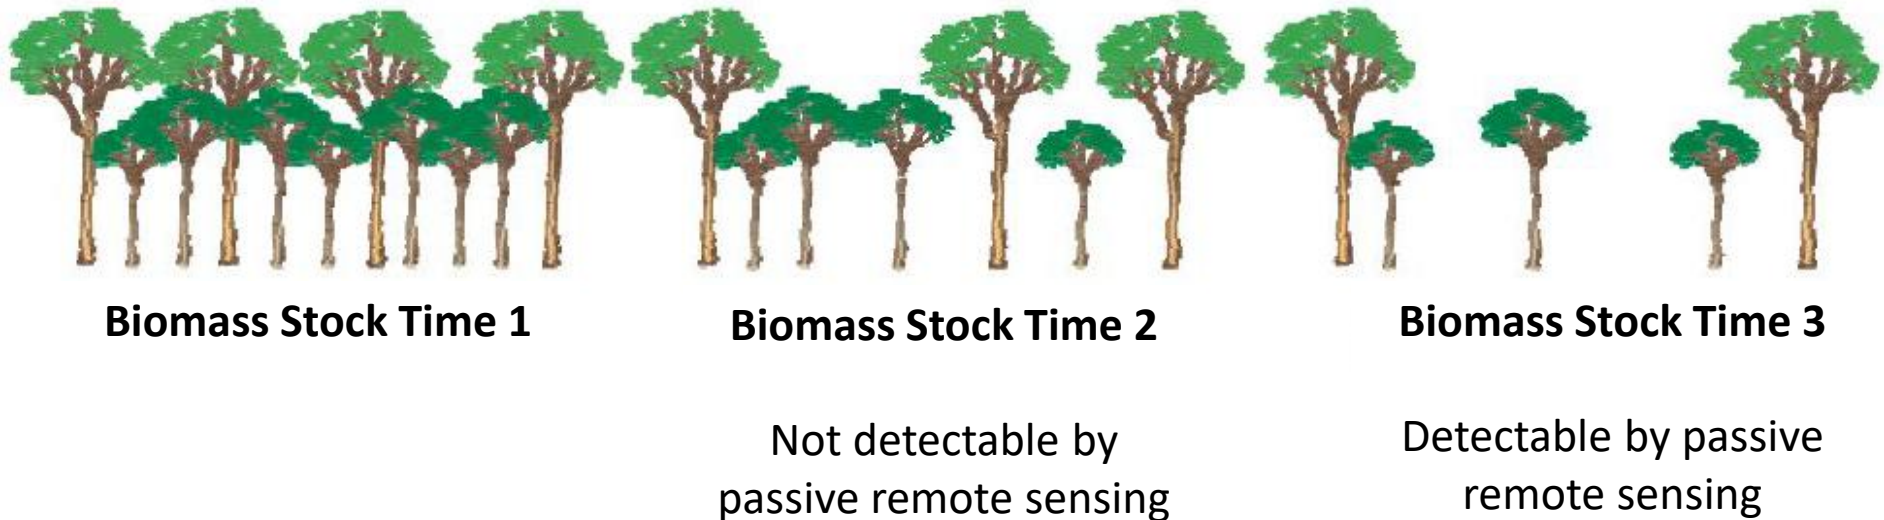 Biomass Stock Time 1
Biomass Stock Time 2
Biomass Stock Time 3
Not detectable by
passive remote sensing
Detectable by passive
remote sensing